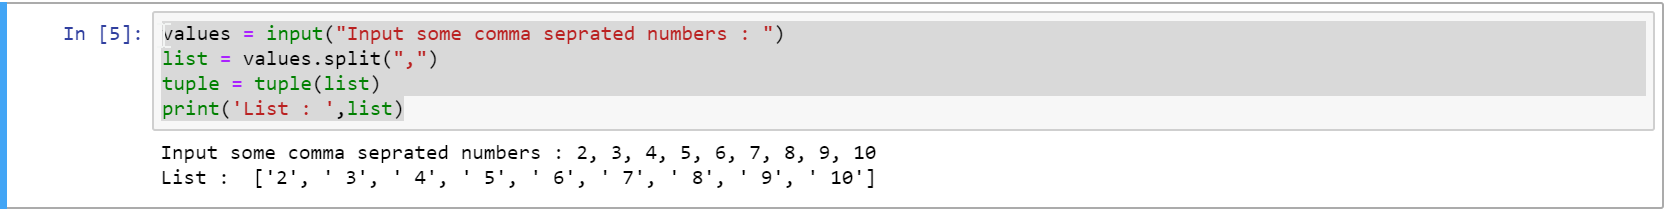 In [5]: values = input("Input some comma seprated numbers : ")
list = values.split(",")
tuple = tuple(list)
print('List : ',list)
Input some comma seprated numbers : 2, 3, 4, 5, 6, 7, 8, 9, 10
List :  ['2', ' 3', ' 4', ' 5', ' 6', ' 7', ' 8', ' 9', ' 10']